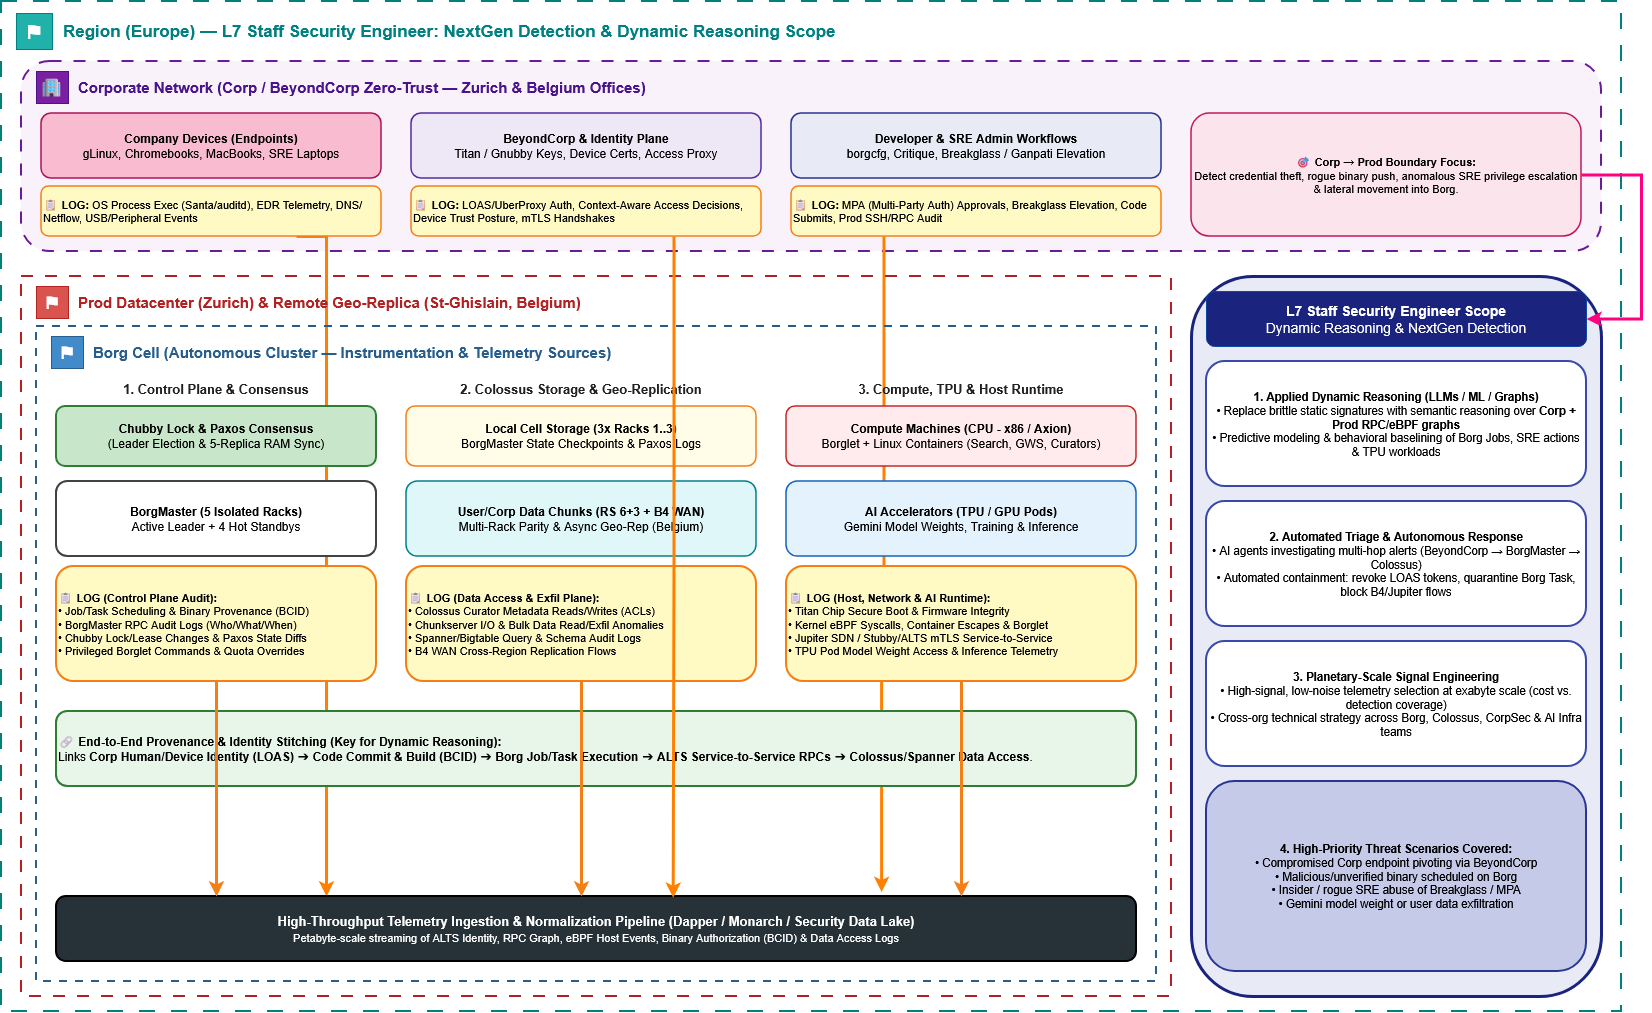 Region (Europe) — L7 Staff Security Engineer: NextGen Detection & Dynamic Reasoning Scope
Corporate Network (Corp / BeyondCorp Zero-Trust — Zurich & Belgium Offices)
Company Devices (Endpoints)
gLinux, Chromebooks, MacBooks, SRE Laptops
📋 LOG: OS Process Exec (Santa/auditd), EDR Telemetry, DNS/
Netflow, USB/Peripheral Events
BeyondCorp & Identity Plane
Titan / Gnubby Keys, Device Certs, Access Proxy
📋 LOG: LOAS/UberProxy Auth, Context-Aware Access Decisions,
Device Trust Posture, mTLS Handshakes
Developer & SRE Admin Workflows
borgcfg, Critique, Breakglass / Ganpati Elevation
📋 LOG: MPA (Multi-Party Auth) Approvals, Breakglass Elevation, Code
Submits, Prod SSH/RPC Audit
🎯 Corp → Prod Boundary Focus:
Detect credential theft, rogue binary push, anomalous SRE privilege escalation
& lateral movement into Borg.
Prod Datacenter (Zurich) & Remote Geo-Replica (St-Ghislain, Belgium)
Borg Cell (Autonomous Cluster — Instrumentation & Telemetry Sources)
1. Control Plane & Consensus
Chubby Lock & Paxos Consensus
(Leader Election & 5-Replica RAM Sync)
BorgMaster (5 Isolated Racks)
Active Leader + 4 Hot Standbys
📋 LOG (Control Plane Audit):
• Job/Task Scheduling & Binary Provenance (BCID)
• BorgMaster RPC Audit Logs (Who/What/When)
• Chubby Lock/Lease Changes & Paxos State Diffs
• Privileged Borglet Commands & Quota Overrides
2. Colossus Storage & Geo-Replication
Local Cell Storage (3x Racks 1..3)
BorgMaster State Checkpoints & Paxos Logs
User/Corp Data Chunks (RS 6+3 + B4 WAN)
Multi-Rack Parity & Async Geo-Rep (Belgium)
📋 LOG (Data Access & Exfil Plane):
• Colossus Curator Metadata Reads/Writes (ACLs)
• Chunkserver I/O & Bulk Data Read/Exfil Anomalies
• Spanner/Bigtable Query & Schema Audit Logs
• B4 WAN Cross-Region Replication Flows
3. Compute, TPU & Host Runtime
Compute Machines (CPU - x86 / Axion)
Borglet + Linux Containers (Search, GWS, Curators)
AI Accelerators (TPU / GPU Pods)
Gemini Model Weights, Training & Inference
📋 LOG (Host, Network & AI Runtime):
• Titan Chip Secure Boot & Firmware Integrity
• Kernel eBPF Syscalls, Container Escapes & Borglet
• Jupiter SDN / Stubby/ALTS mTLS Service-to-Service
• TPU Pod Model Weight Access & Inference Telemetry
🔗 End-to-End Provenance & Identity Stitching (Key for Dynamic Reasoning):
Links Corp Human/Device Identity (LOAS) ➔ Code Commit & Build (BCID) ➔ Borg Job/Task Execution ➔ ALTS Service-to-Service RPCs ➔ Colossus/Spanner Data Access.
High-Throughput Telemetry Ingestion & Normalization Pipeline (Dapper / Monarch / Security Data Lake)
Petabyte-scale streaming of ALTS Identity, RPC Graph, eBPF Host Events, Binary Authorization (BCID) & Data Access Logs
L7 Staff Security Engineer Scope
Dynamic Reasoning & NextGen Detection
1. Applied Dynamic Reasoning (LLMs / ML / Graphs)
• Replace brittle static signatures with semantic reasoning over Corp +
Prod RPC/eBPF graphs
• Predictive modeling & behavioral baselining of Borg Jobs, SRE actions
& TPU workloads
2. Automated Triage & Autonomous Response
• AI agents investigating multi-hop alerts (BeyondCorp → BorgMaster →
Colossus)
• Automated containment: revoke LOAS tokens, quarantine Borg Task,
block B4/Jupiter flows
3. Planetary-Scale Signal Engineering
• High-signal, low-noise telemetry selection at exabyte scale (cost vs.
detection coverage)
• Cross-org technical strategy across Borg, Colossus, CorpSec & AI Infra
teams
4. High-Priority Threat Scenarios Covered:
• Compromised Corp endpoint pivoting via BeyondCorp
• Malicious/unverified binary scheduled on Borg
• Insider / rogue SRE abuse of Breakglass / MPA
• Gemini model weight or user data exfiltration